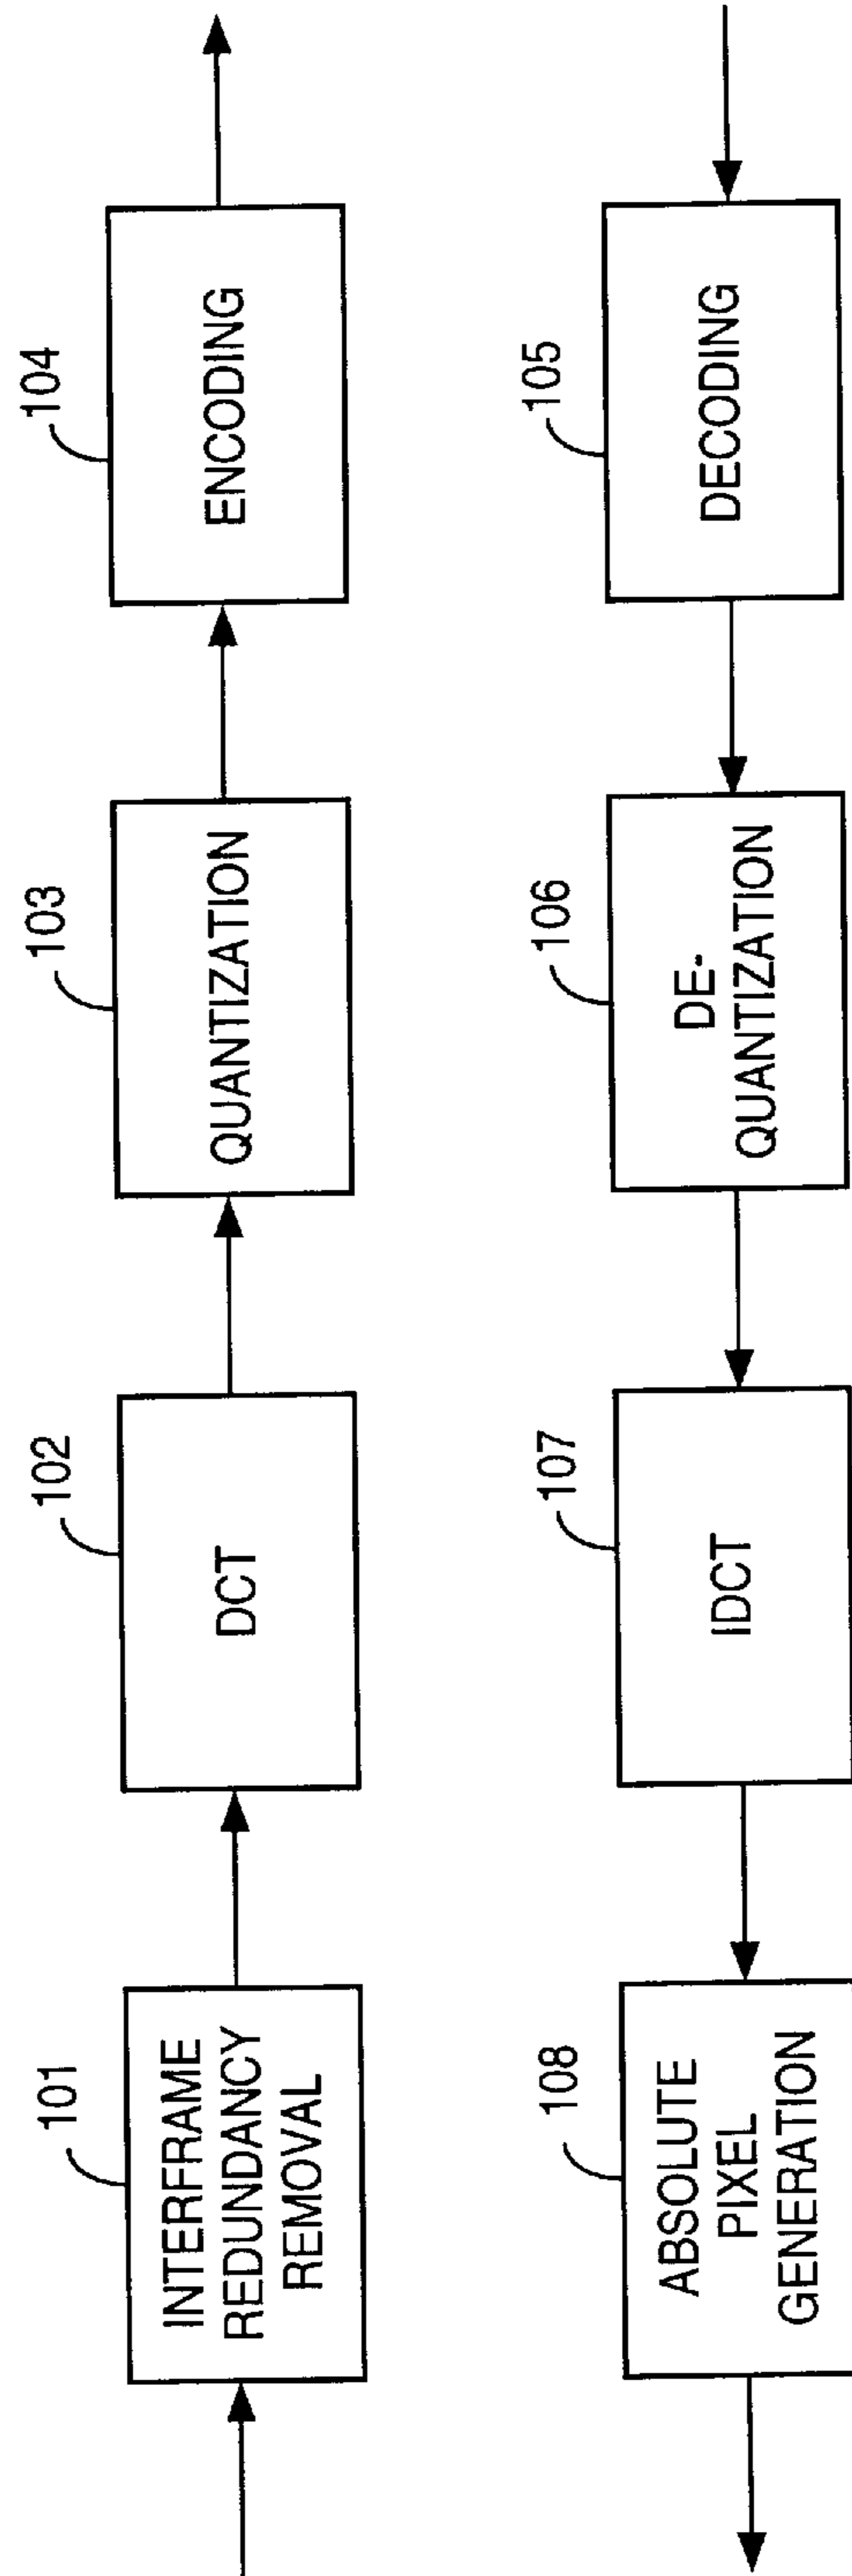 101
INTERFRAME
REDUNDANCY
REMOVAL
102
DCT
103
QUANTIZATION
104
ENCODING
108
ABSOLUTE
PIXEL
GENERATION
107
IDCT
106
DE-
QUANTIZATION
105
DECODING